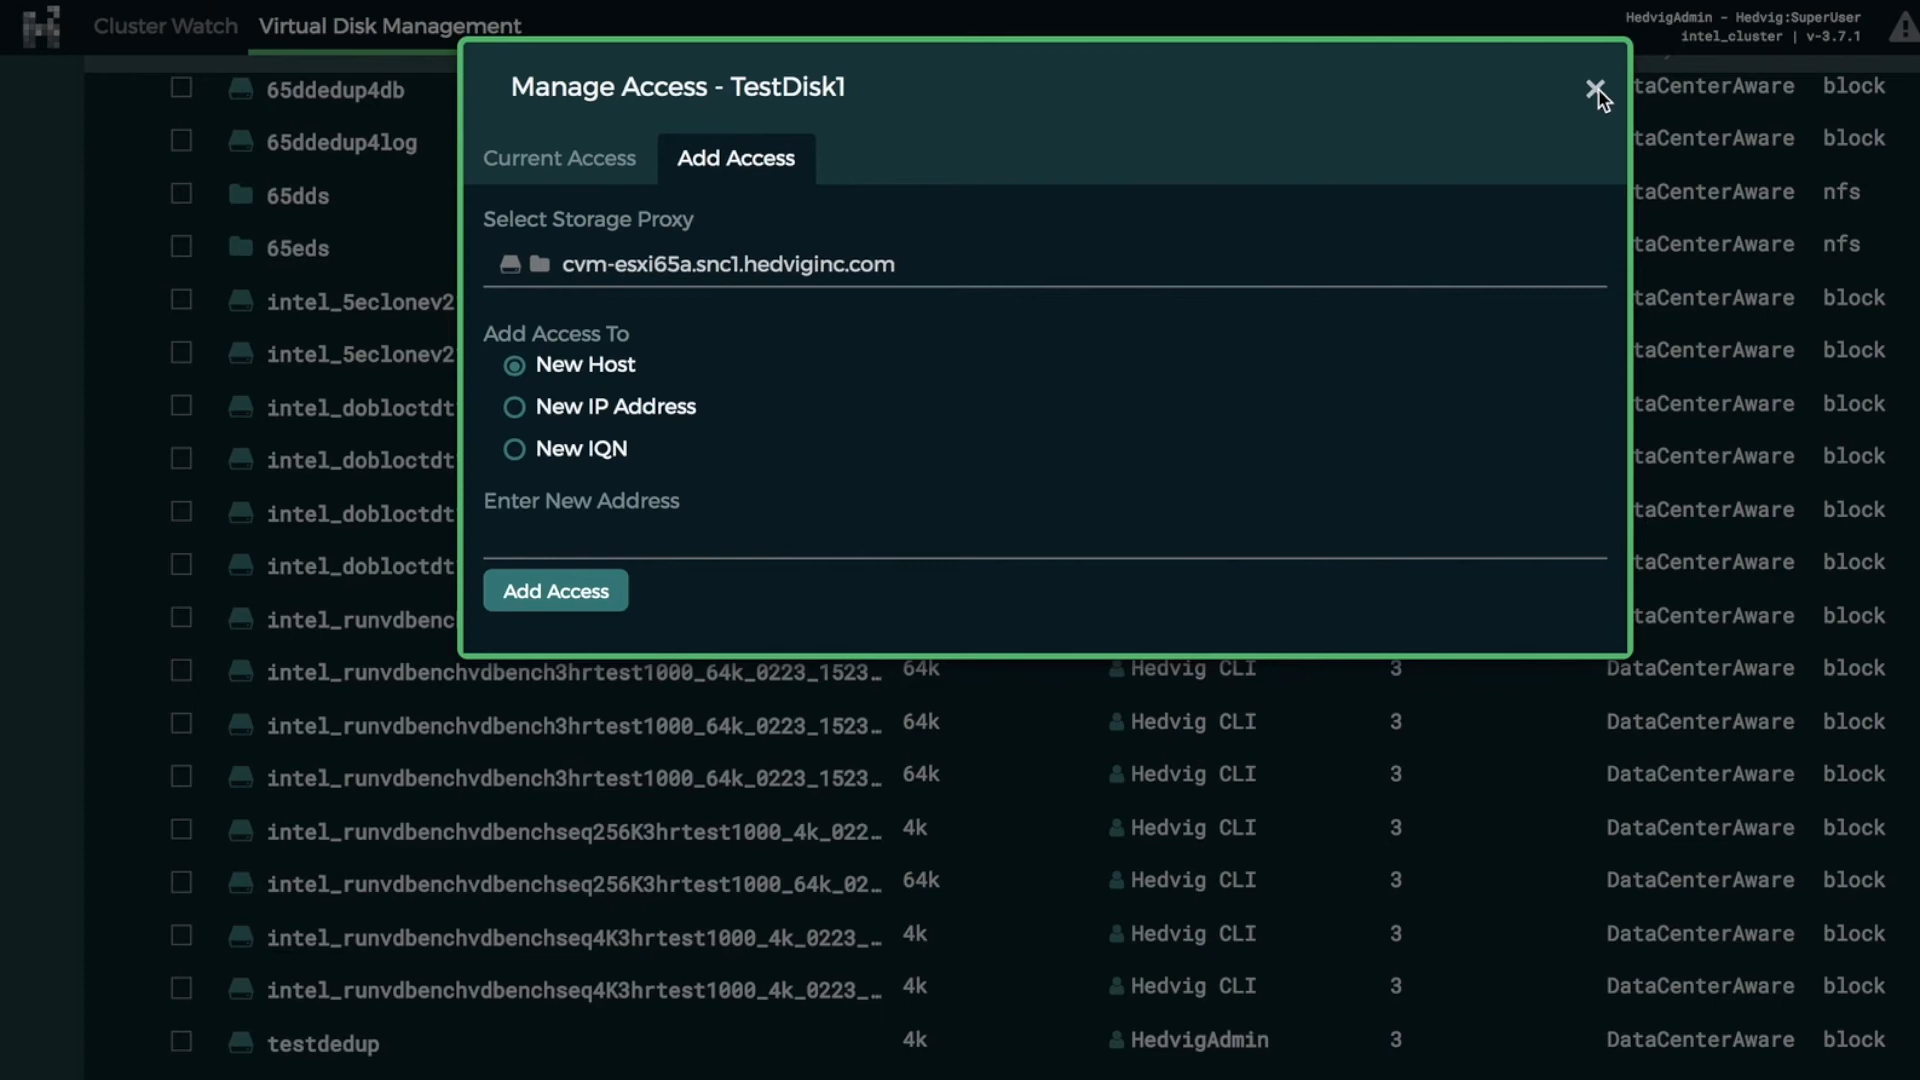 Cluster Watch Virtual Disk Management
HedvigAdmin - Hedvig:SuperUser
intel_cluster | v-3.7.1
Manage Access - TestDisk1
Current Access Add Access
Select Storage Proxy
cvm-esxi65a.snc1.hedviginc.com
Add Access To
New Host
New IP Address
New IQN
Enter New Address
Add Access
65ddedup4db taCenterAware block
65ddedup4log taCenterAware block
65dds taCenterAware nfs
65eds taCenterAware nfs
intel_5eclonev2 taCenterAware block
intel_5eclonev2 taCenterAware block
intel_dobloctdt taCenterAware block
intel_dobloctdt taCenterAware block
intel_dobloctdt taCenterAware block
intel_dobloctdt taCenterAware block
intel_runvdbenc taCenterAware block
intel_runvdbenchvdbench3hrtest1000_64k_0223_1523… 64k Hedvig CLI 3 DataCenterAware block
intel_runvdbenchvdbench3hrtest1000_64k_0223_1523… 64k Hedvig CLI 3 DataCenterAware block
intel_runvdbenchvdbench3hrtest1000_64k_0223_1523… 64k Hedvig CLI 3 DataCenterAware block
intel_runvdbenchvdbenchseq256K3hrtest1000_4k_022… 4k Hedvig CLI 3 DataCenterAware block
intel_runvdbenchvdbenchseq256K3hrtest1000_64k_02… 64k Hedvig CLI 3 DataCenterAware block
intel_runvdbenchvdbenchseq4K3hrtest1000_4k_0223_… 4k Hedvig CLI 3 DataCenterAware block
intel_runvdbenchvdbenchseq4K3hrtest1000_4k_0223_… 4k Hedvig CLI 3 DataCenterAware block
testdedup 4k HedvigAdmin 3 DataCenterAware block